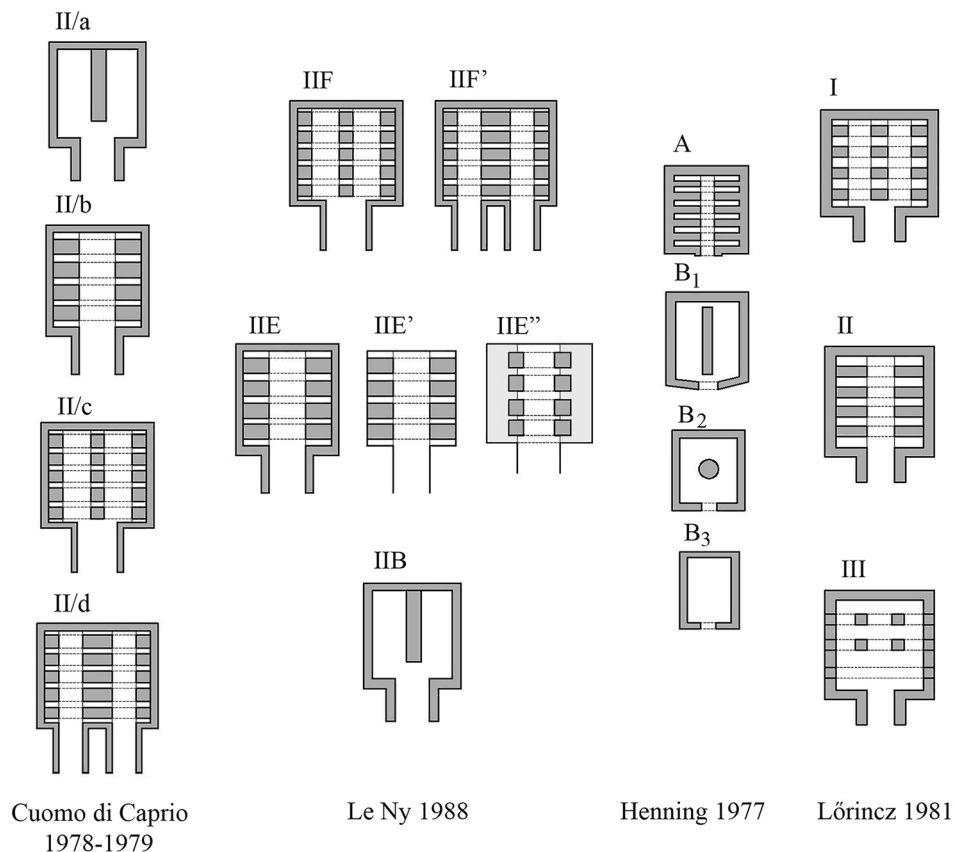 II/a
II/b
II/c
II/d
Cuomo di Caprio
1978-1979
IIF
IIF’
IIE
IIE’
IIE”
IIB
Le Ny 1988
A
B1
B2
B3
Henning 1977
I
II
III
Lőrincz 1981